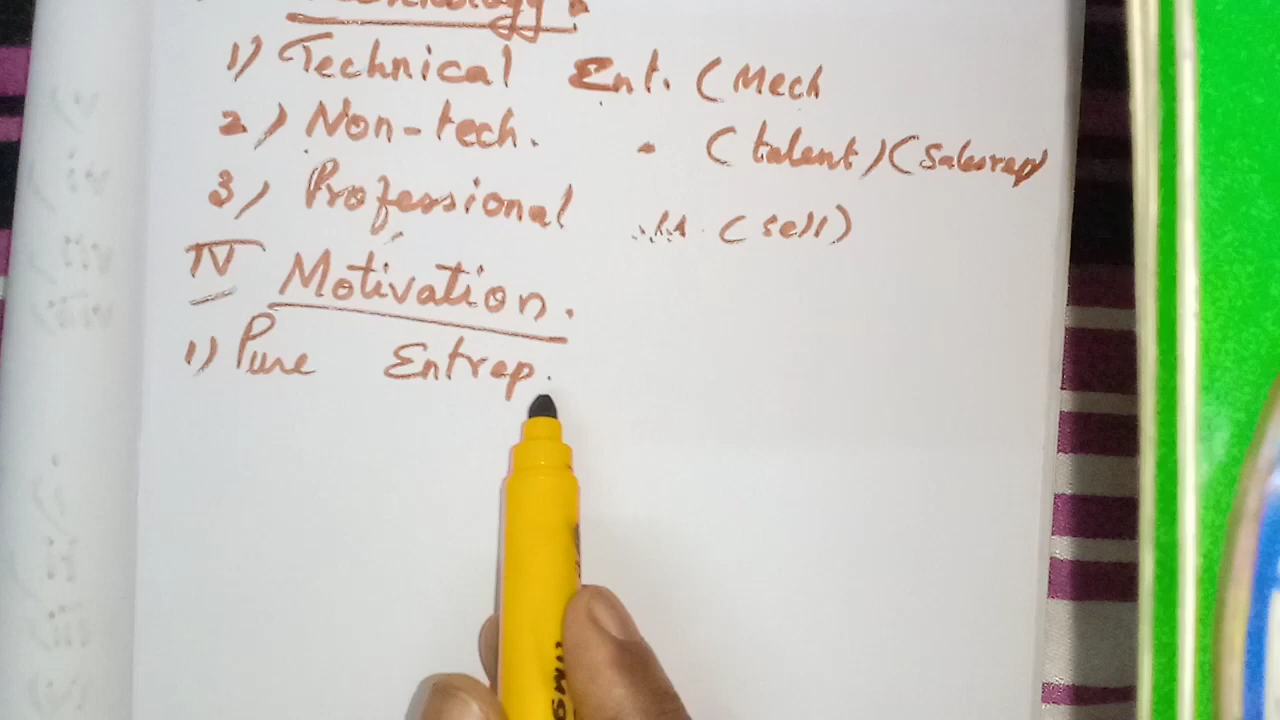 1) Technical Ent. (Mech
2) Non-tech. - (talent) (Salesrep)
3) Professional ,, (sell)
IV Motivation.
1) Pure Entrep.